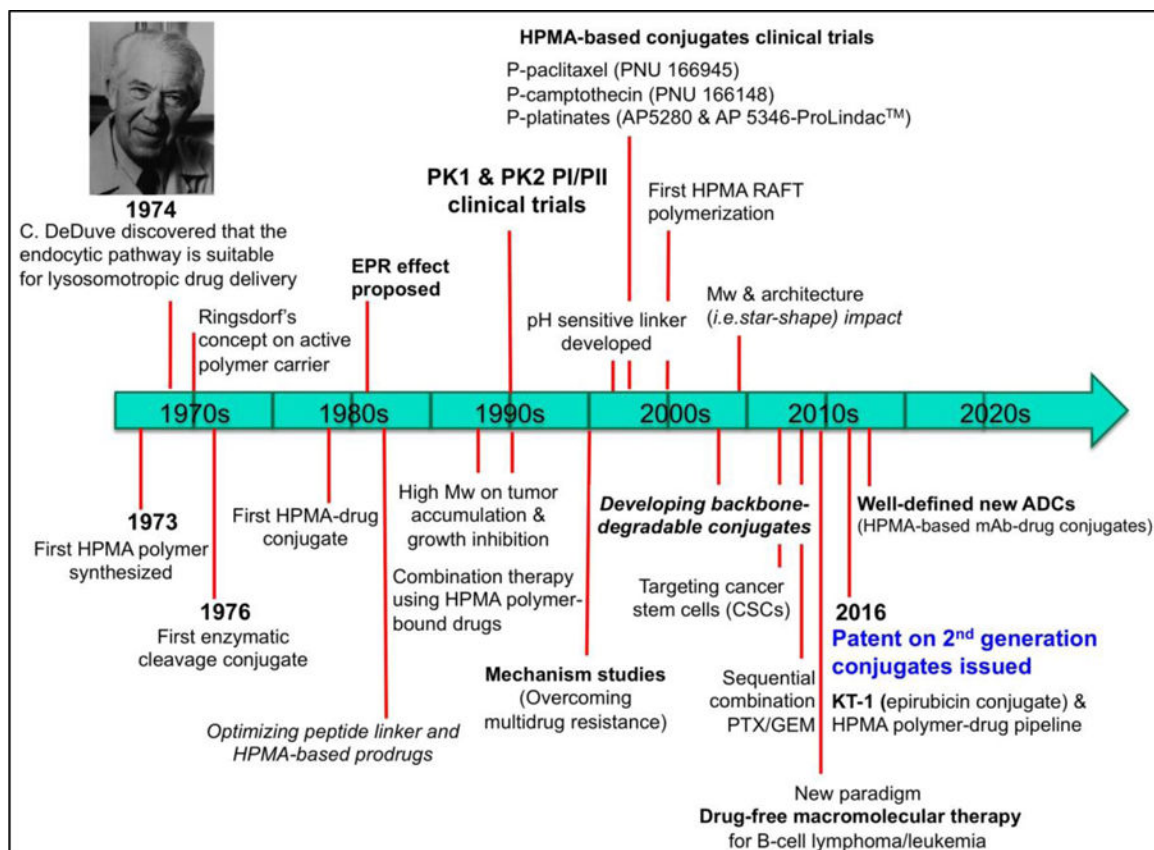 HPMA-based conjugates clinical trials
P-paclitaxel (PNU 166945)
P-camptothecin (PNU 166148)
P-platinates (AP5280 & AP 5346-ProLindac™)
1974
C. DeDuve discovered that the
endocytic pathway is suitable
for lysosomotropic drug delivery
Ringsdorf's
concept on active
polymer carrier
EPR effect
proposed
PK1 & PK2 PI/PII
clinical trials
First HPMA RAFT
polymerization
pH sensitive linker
developed
Mw & architecture
(i.e.star-shape) impact
1970s 1980s 1990s 2000s 2010s 2020s
1973
First HPMA polymer
synthesized
1976
First enzymatic
cleavage conjugate
First HPMA-drug
conjugate
Optimizing peptide linker and
HPMA-based prodrugs
High Mw on tumor
accumulation &
growth inhibition
Combination therapy
using HPMA polymer-
bound drugs
Mechanism studies
(Overcoming
multidrug resistance)
Developing backbone-
degradable conjugates
Targeting cancer
stem cells (CSCs)
Sequential
combination
PTX/GEM
New paradigm
Drug-free macromolecular therapy
for B-cell lymphoma/leukemia
Well-defined new ADCs
(HPMA-based mAb-drug conjugates)
2016
Patent on 2nd generation
conjugates issued
KT-1 (epirubicin conjugate) &
HPMA polymer-drug pipeline